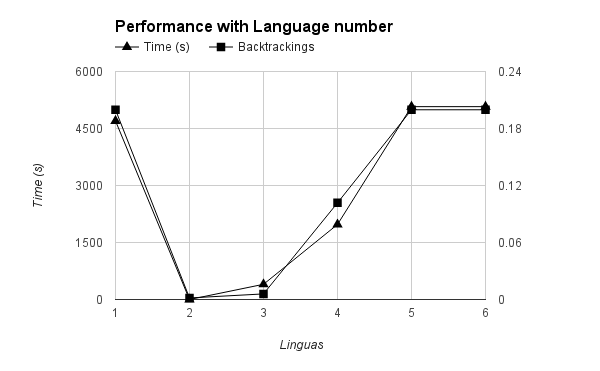 Performance with Language number
Time (s) Backtrackings
6000 0.24
4500 0.18
Time (s)
3000 0.12
1500 0.06
0 0
1 2 3 4 5 6
Linguas